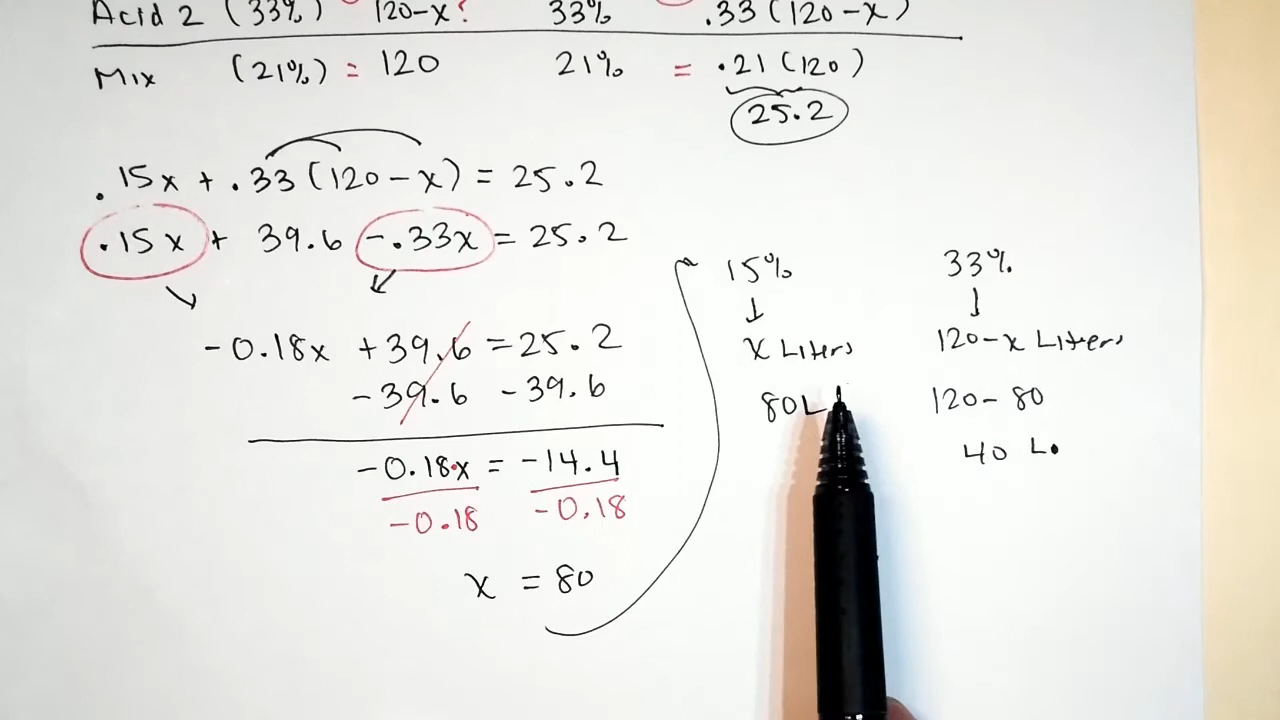 Acid 2 (33%) 120-x? 33% .33(120-x)
Mix (21%) = 120 21% = .21(120)
25.2
.15x + .33(120-x) = 25.2
.15x + 39.6 -.33x = 25.2
-0.18x +39.6 = 25.2
-39.6 -39.6
-0.18•x = -14.4
-0.18 -0.18
x = 80
15% 33%
x Liters 120-x Liters
80L 120-80
40 L.